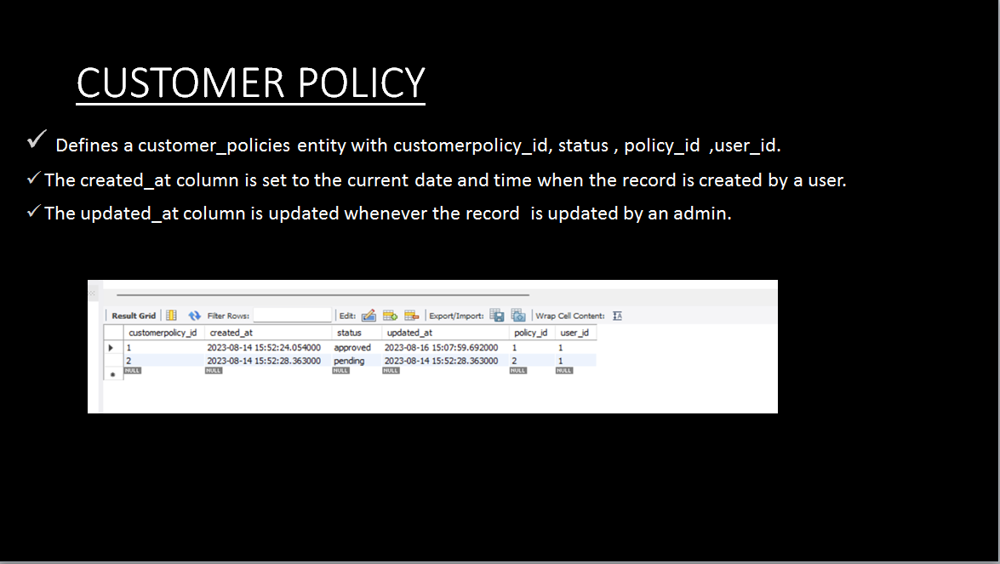 CUSTOMER POLICY
✓ Defines a customer_policies entity with customerpolicy_id, status , policy_id ,user_id.
✓ The created_at column is set to the current date and time when the record is created by a user.
✓ The updated_at column is updated whenever the record is updated by an admin.
Result Grid Filter Rows: Edit: Export/Import: Wrap Cell Content: IA
customerpolicy_id created_at status updated_at policy_id user_id
1 2023-08-14 15:52:24.054000 approved 2023-08-16 15:07:59.692000 1 1
2 2023-08-14 15:52:28.363000 pending 2023-08-14 15:52:28.363000 2 1
NULL NULL NULL NULL NULL NULL